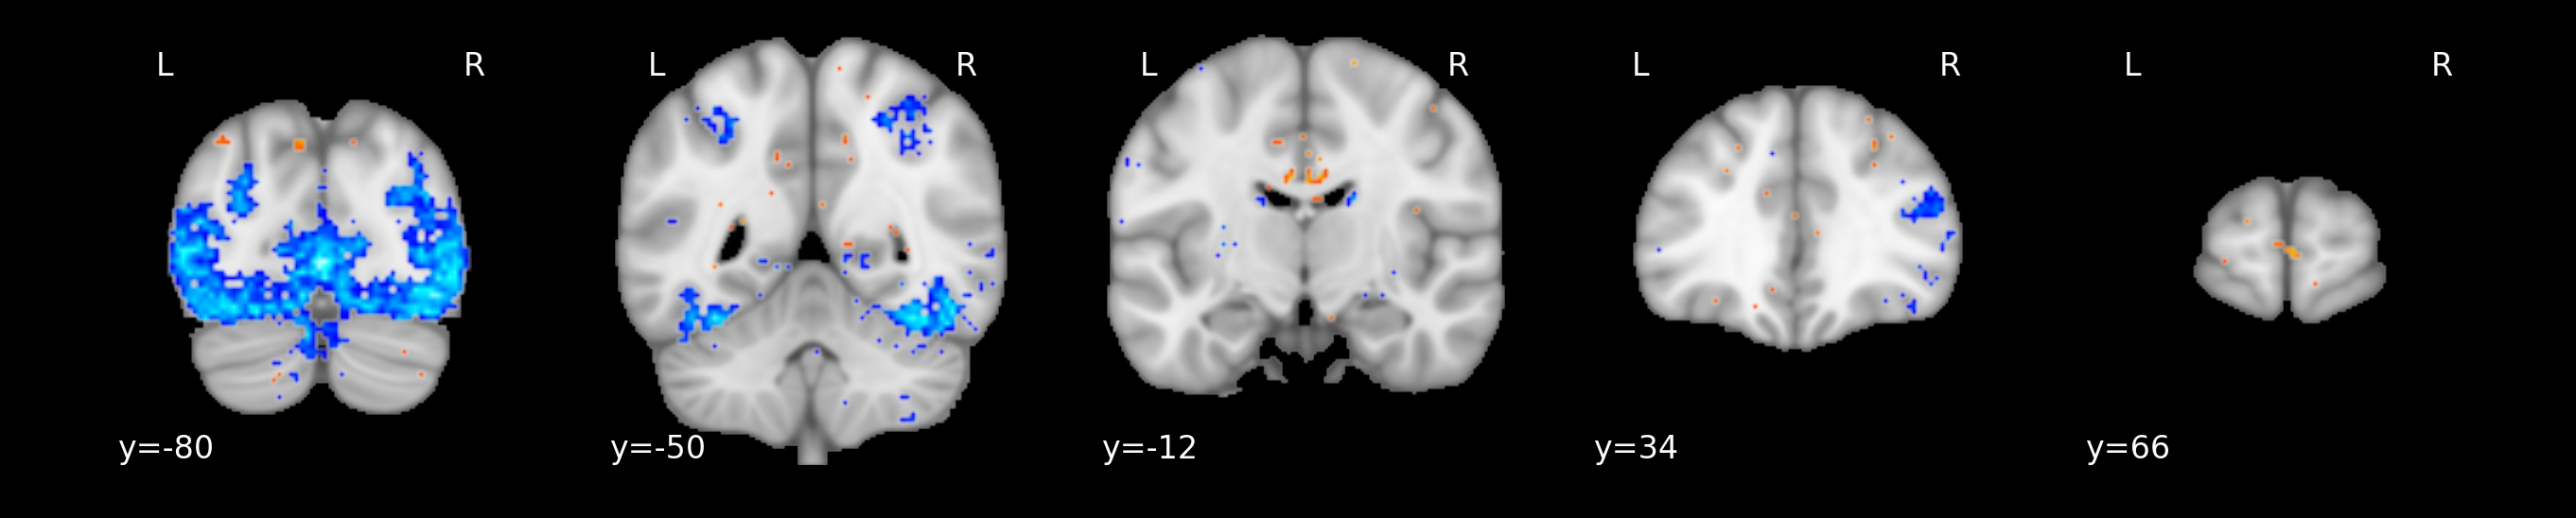 L R L R L R L R L R
y=-80 y=-50 y=-12 y=34 y=66